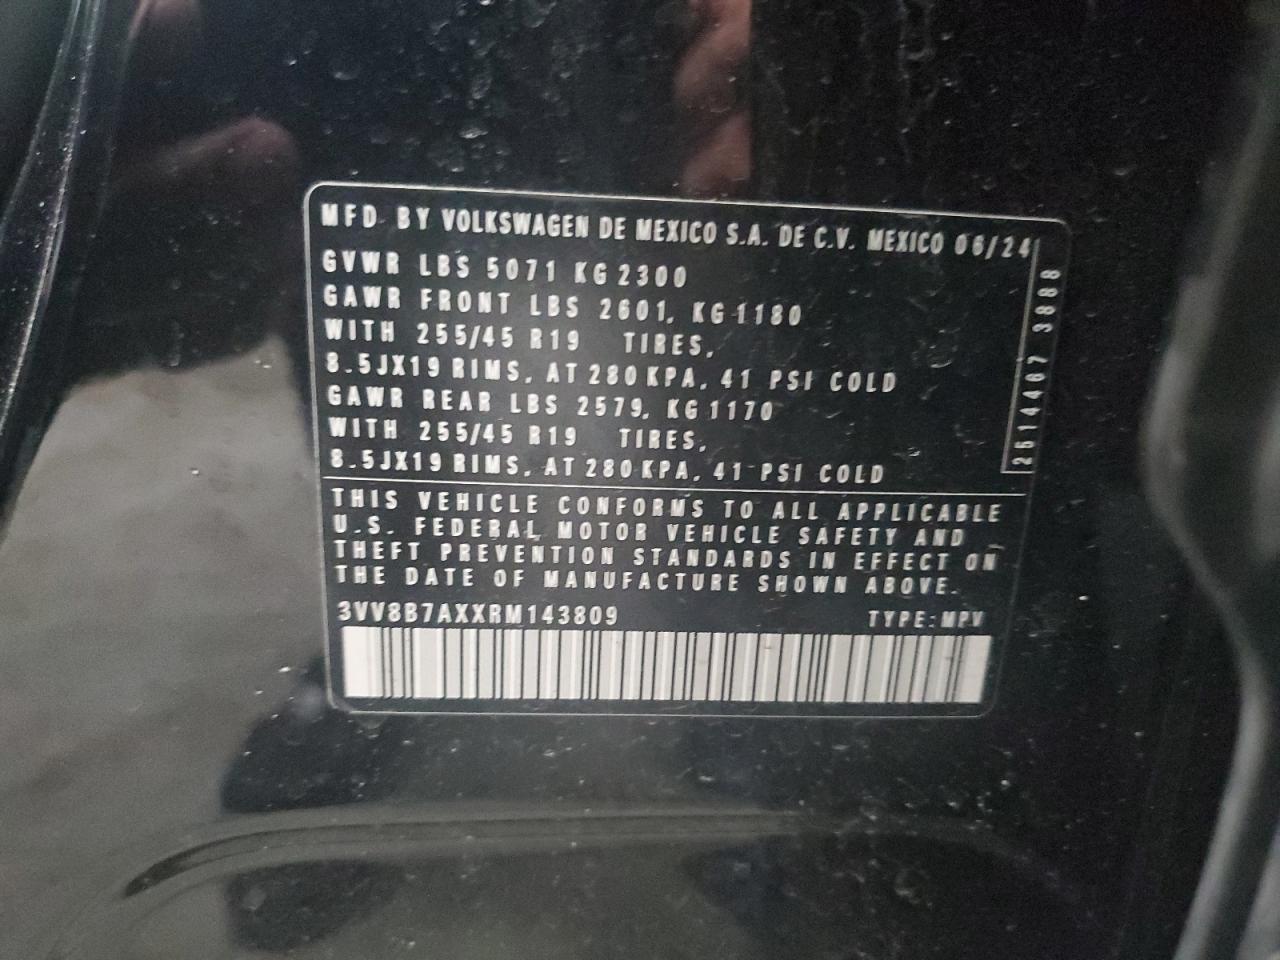 MFD BY VOLKSWAGEN DE MEXICO S.A. DE C.V. MEXICO 06/24
GVWR LBS 5071 KG 2300
GAWR FRONT LBS 2601, KG 1180
WITH 255/45 R19 TIRES,
8.5JX19 RIMS, AT 280 KPA, 41 PSI COLD
GAWR REAR LBS 2579, KG 1170
WITH 255/45 R19 TIRES,
8.5JX19 RIMS, AT 280 KPA, 41 PSI COLD
THIS VEHICLE CONFORMS TO ALL APPLICABLE
U.S. FEDERAL MOTOR VEHICLE SAFETY AND
THEFT PREVENTION STANDARDS IN EFFECT ON
THE DATE OF MANUFACTURE SHOWN ABOVE.
3VV8B7AXXRM143809 TYPE: MPV
2614467 3888